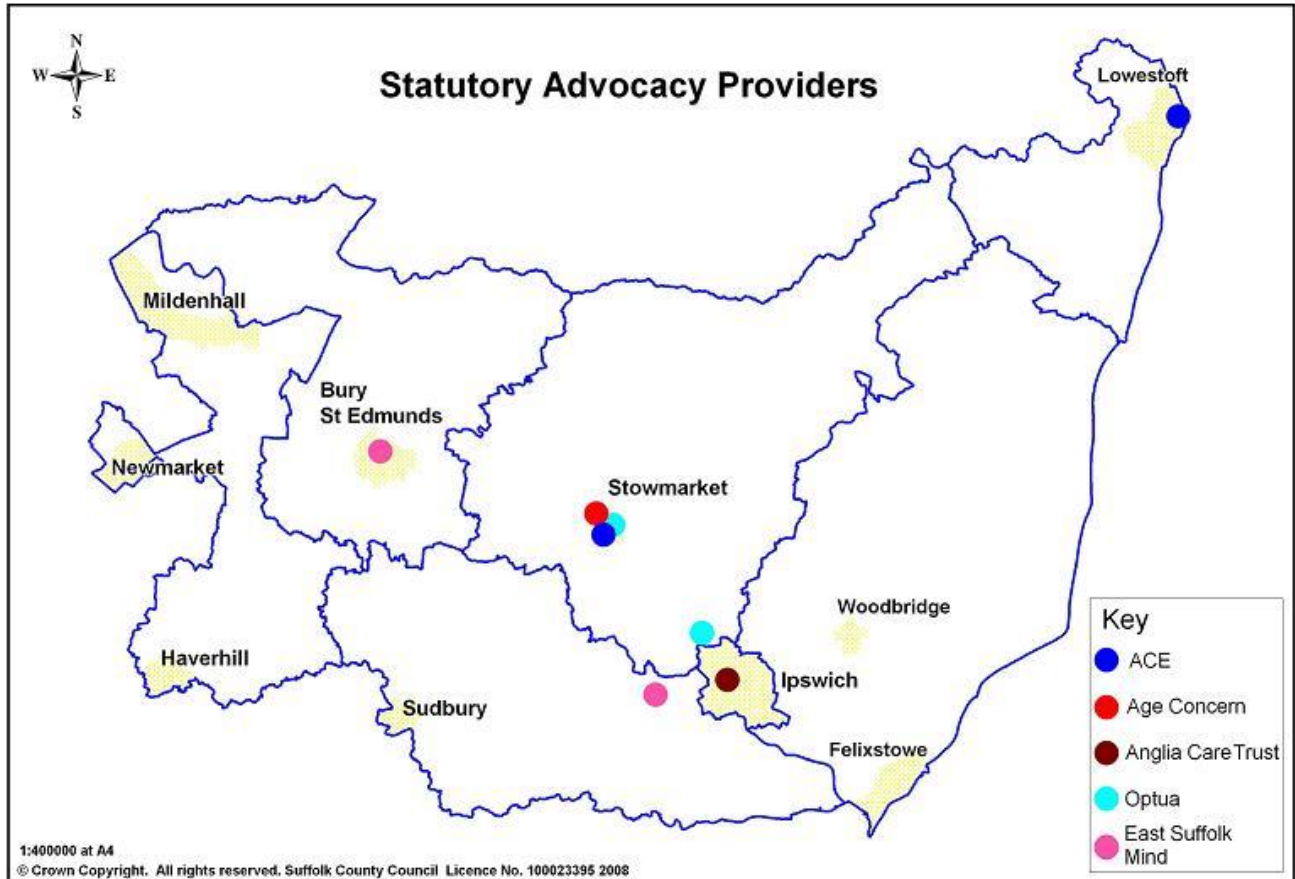 N
W E
S
Statutory Advocacy Providers
Lowestoft
Mildenhall
Bury
St Edmunds
Newmarket
Stowmarket
Woodbridge
Haverhill
Ipswich
Sudbury
Felixstowe
Key
ACE
Age Concern
Anglia Care Trust
Optua
East Suffolk
Mind
1:400000 at A4
© Crown Copyright. All rights reserved. Suffolk County Council Licence No. 100023395 2008